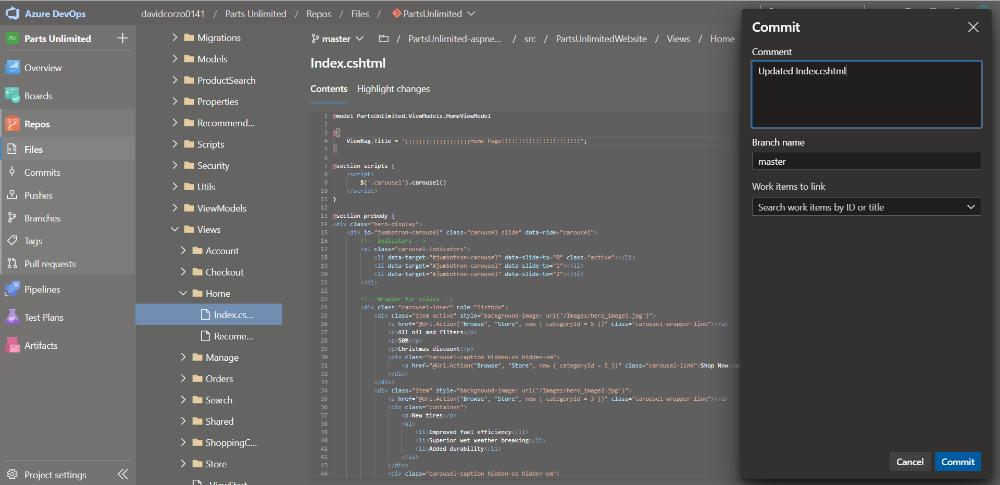 Azure DevOps
davidcorzo0141 / Parts Unlimited / Repos / Files / PartsUnlimited
PU Parts Unlimited
Overview
Boards
Repos
Files
Commits
Pushes
Branches
Tags
Pull requests
Pipelines
Test Plans
Artifacts
Project settings
Migrations
Models
ProductSearch
Properties
Recommend...
Scripts
Security
Utils
ViewModels
Views
Account
Checkout
Home
Index.cs...
Recome...
Manage
Orders
Search
Shared
ShoppingC...
Store
_ViewStart
master / PartsUnlimited-aspne... / src / PartsUnlimitedWebsite / Views / Home
Index.cshtml
Contents Highlight changes
1 @model PartsUnlimited.ViewModels.HomeViewModel
2
3 @{
4 ViewBag.Title = "¡¡¡¡¡¡¡¡¡¡¡¡¡¡¡¡¡¡¡Home Page!!!!!!!!!!!!!!!!!!!!!!!";
5 }
6
7 @section scripts {
8 <script>
9 $('.carousel').carousel()
10 </script>
11 }
12
13 @section prebody {
14 <div class="hero-display">
15 <div id="jumbotron-carousel" class="carousel slide" data-ride="carousel">
16 <!-- Indicators -->
17 <ol class="carousel-indicators">
18 <li data-target="#jumbotron-carousel" data-slide-to="0" class="active"></li>
19 <li data-target="#jumbotron-carousel" data-slide-to="1"></li>
20 <li data-target="#jumbotron-carousel" data-slide-to="2"></li>
21 </ol>
22
23 <!-- Wrapper for slides -->
24 <div class="carousel-inner" role="listbox">
25 <div class="item active" style="background-image: url('/Images/hero_image1.jpg')">
26 <a href="@Url.Action("Browse", "Store", new { categoryId = 5 })" class="carousel-wrapper-link"></a>
27 <p>All oil and filters</p>
28 <p>50%</p>
29 <p>Christmas discount</p>
30 <div class="carousel-caption hidden-xs hidden-sm">
31 <a href="@Url.Action("Browse", "Store", new { categoryId = 5 })" class="carousel-link">Shop Now</a>
32 </div>
33 </div>
34 <div class="item" style="background-image: url('/Images/hero_image2.jpg')">
35 <a href="@Url.Action("Browse", "Store", new { categoryId = 3 })" class="carousel-wrapper-link"></a>
36 <div class="container">
37 <p>New tires</p>
38 <ul>
39 <li>Improved fuel efficiency</li>
40 <li>Superior wet weather breaking</li>
41 <li>Added durability</li>
42 </ul>
43 </div>
44 <div class="carousel-caption hidden-xs hidden-sm">
Commit
Comment
Updated Index.cshtml
Branch name
master
Work items to link
Search work items by ID or title
Cancel Commit